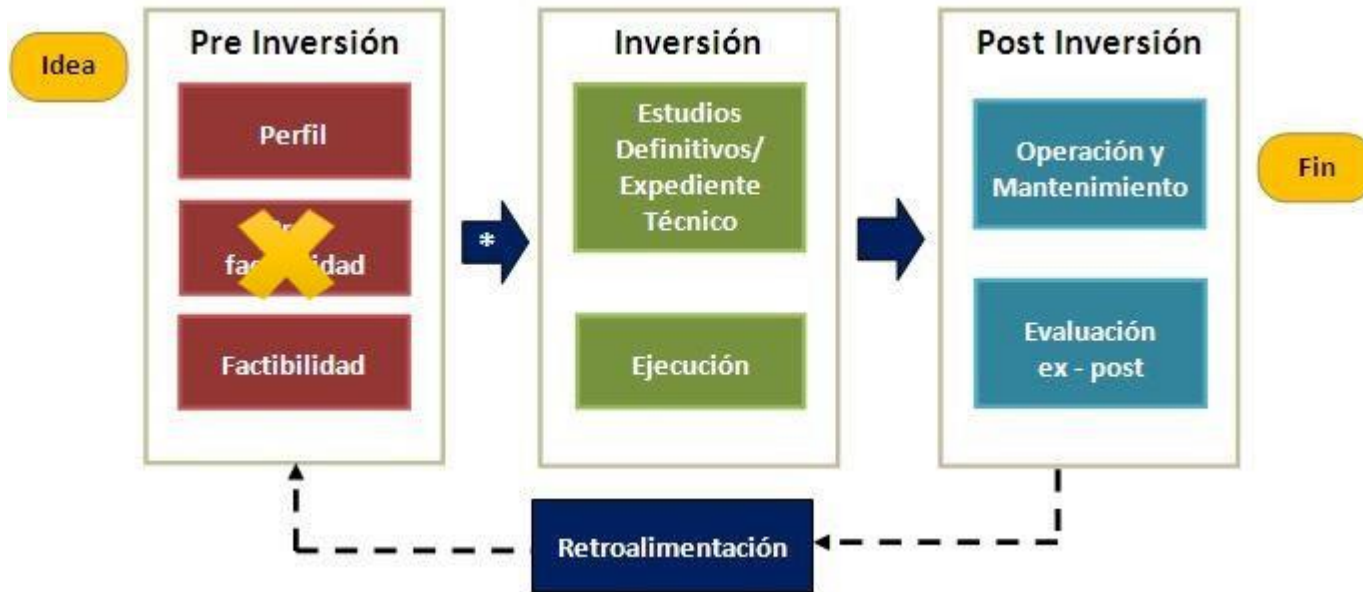 Idea
Pre Inversión
Perfil
Factibilidad
*
Inversión
Estudios
Definitivos/
Expediente
Técnico
Ejecución
Post Inversión
Operación y
Mantenimiento
Evaluación
ex - post
Fin
Retroalimentación